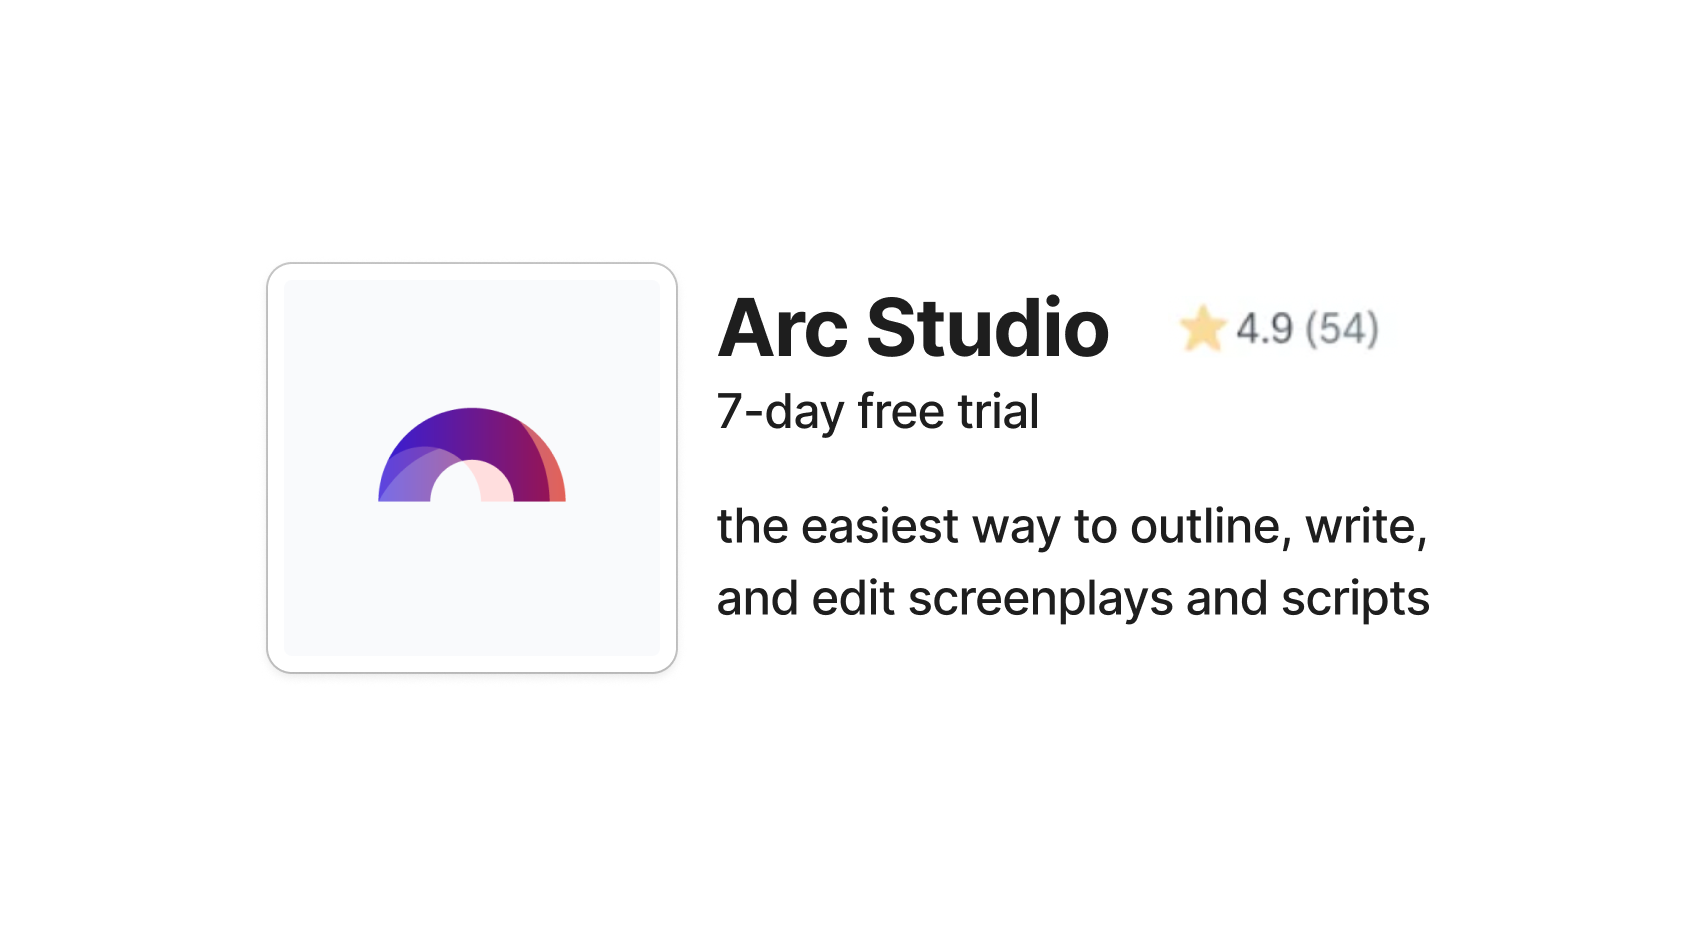 Arc Studio
4.9 (54)
7-day free trial
the easiest way to outline, write,
and edit screenplays and scripts